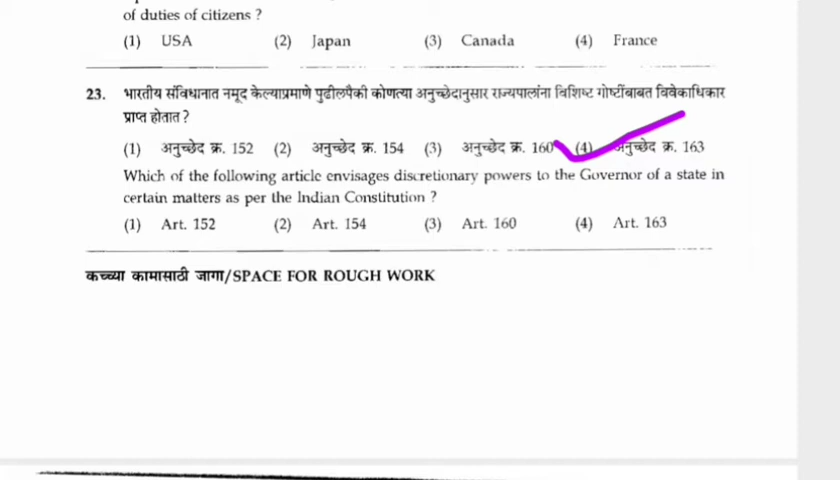 of duties of citizens ?
(1) USA (2) Japan (3) Canada (4) France
23. भारतीय संविधानात नमूद केल्याप्रमाणे पुढीलपैकी कोणत्या अनुच्छेदानुसार राज्यपालांना विशिष्ट गोष्टींबाबत विवेकाधिकार
प्राप्त होतात ?
(1) अनुच्छेद क्र. 152 (2) अनुच्छेद क्र. 154 (3) अनुच्छेद क्र. 160 (4) अनुच्छेद क्र. 163
Which of the following article envisages discretionary powers to the Governor of a state in
certain matters as per the Indian Constitution ?
(1) Art. 152 (2) Art. 154 (3) Art. 160 (4) Art. 163
कच्च्या कामासाठी जागा/SPACE FOR ROUGH WORK